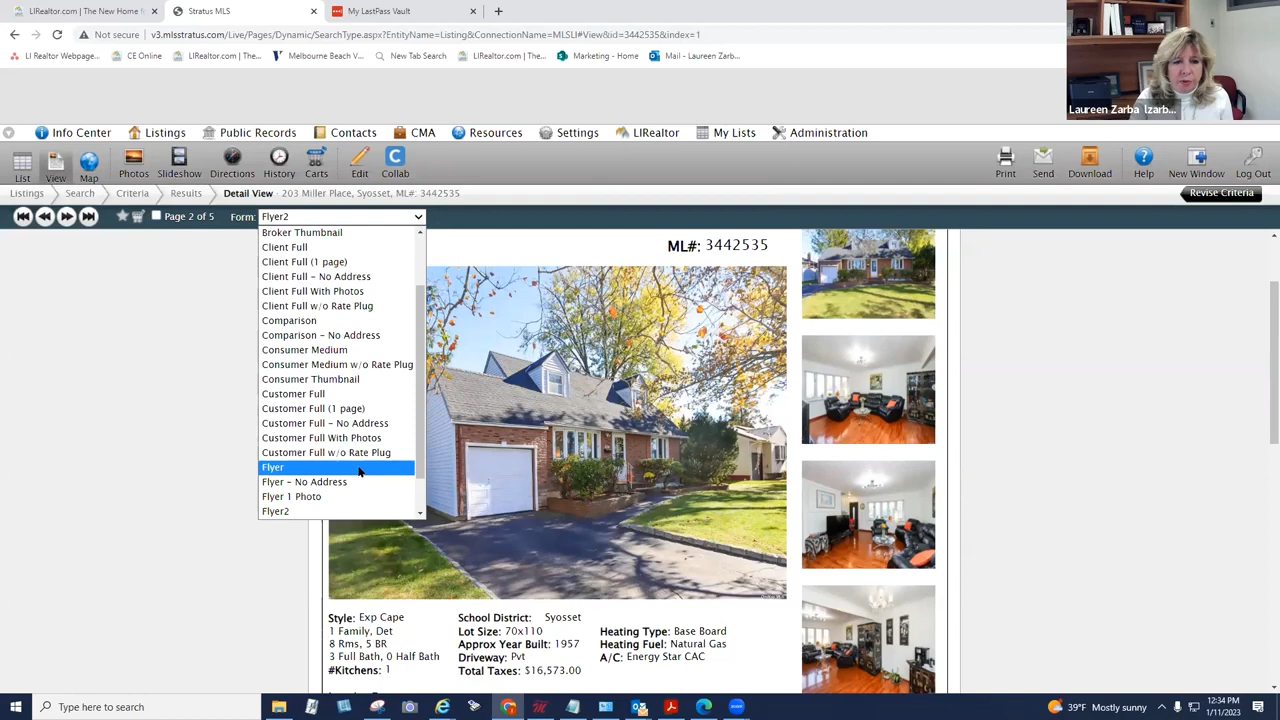 LIRealtor.com | The New Home f
Stratus MLS
My LastPass Vault
Not secure
v3.mlsstratus.com/Live/Pages/Dynamic/SearchType.aspx?EntityName=
&ConnectionName=MLSLI#View&id=3442535&index=1
LI Realtor Webpage...
CE Online
LIRealtor.com | The...
Melbourne Beach V...
New Tab Search
LIRealtor.com | The...
Marketing - Home
Mail - Laureen Zarb...
Laureen Zarba lzarb...
Info Center
Listings
Public Records
Contacts
CMA
Resources
Settings
LIRealtor
My Lists
Administration
List
View
Map
Photos
Slideshow
Directions
History
Carts
Edit
Collab
Print
Send
Download
Help
New Window
Log Out
Listings
Search
Criteria
Results
Detail View - 203 Miller Place, Syosset, ML#: 3442535
Revise Criteria
Page 2 of 5
Form:
Flyer2
Broker Thumbnail
Client Full
Client Full (1 page)
Client Full - No Address
Client Full With Photos
Client Full w/o Rate Plug
Comparison
Comparison - No Address
Consumer Medium
Consumer Medium w/o Rate Plug
Consumer Thumbnail
Customer Full
Customer Full (1 page)
Customer Full - No Address
Customer Full With Photos
Customer Full w/o Rate Plug
Flyer
Flyer - No Address
Flyer 1 Photo
Flyer2
ML#: 3442535
Style: Exp Cape
1 Family, Det
8 Rms, 5 BR
3 Full Bath, 0 Half Bath
#Kitchens: 1
School District: Syosset
Lot Size: 70x110
Approx Year Built: 1957
Driveway: Pvt
Total Taxes: $16,573.00
Heating Type: Base Board
Heating Fuel: Natural Gas
A/C: Energy Star CAC
Type here to search
39°F Mostly sunny
12:34 PM
1/11/2023